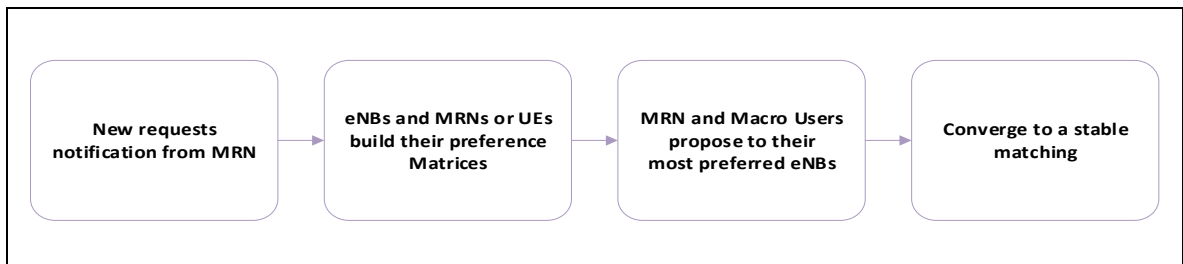 New requests
notification from MRN
eNBs and MRNs or UEs
build their preference
Matrices
MRN and Macro Users
propose to their
most preferred eNBs
Converge to a stable
matching